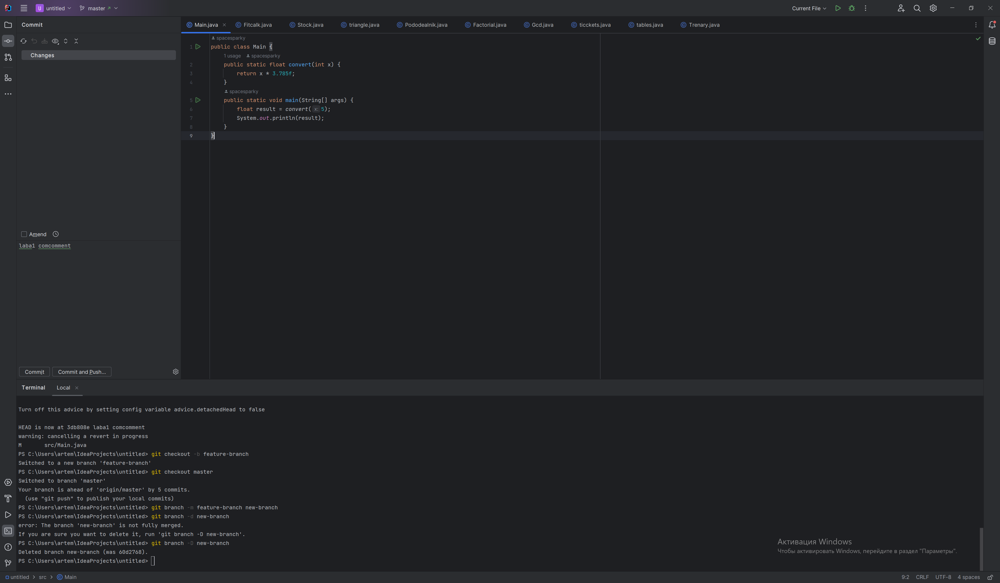 U untitled master Current File
Commit
Main.java Fitcalk.java Stock.java triangle.java Pododealnik.java Factorial.java Gcd.java ticckets.java tables.java Trenary.java
Changes
spacesparky
1 public class Main {
1 usage spacesparky
2 public static float convert(int x) {
3 return x * 3.785f;
4 }
spacesparky
5 public static void main(String[] args) {
6 float result = convert( x: 5);
7 System.out.println(result);
8 }
9 }
Amend
laba1 comcomment
Commit Commit and Push...
Terminal Local
Turn off this advice by setting config variable advice.detachedHead to false
HEAD is now at 3db808e laba1 comcomment
warning: cancelling a revert in progress
M src/Main.java
PS C:\Users\artem\IdeaProjects\untitled> git checkout -b feature-branch
Switched to a new branch 'feature-branch'
PS C:\Users\artem\IdeaProjects\untitled> git checkout master
Switched to branch 'master'
Your branch is ahead of 'origin/master' by 5 commits.
(use "git push" to publish your local commits)
PS C:\Users\artem\IdeaProjects\untitled> git branch -m feature-branch new-branch
PS C:\Users\artem\IdeaProjects\untitled> git branch -d new-branch
error: The branch 'new-branch' is not fully merged.
If you are sure you want to delete it, run 'git branch -D new-branch'.
PS C:\Users\artem\IdeaProjects\untitled> git branch -D new-branch
Deleted branch new-branch (was 60d2768).
PS C:\Users\artem\IdeaProjects\untitled>
Активация Windows
Чтобы активировать Windows, перейдите в раздел "Параметры".
untitled > src > Main
9:2 CRLF UTF-8 4 spaces